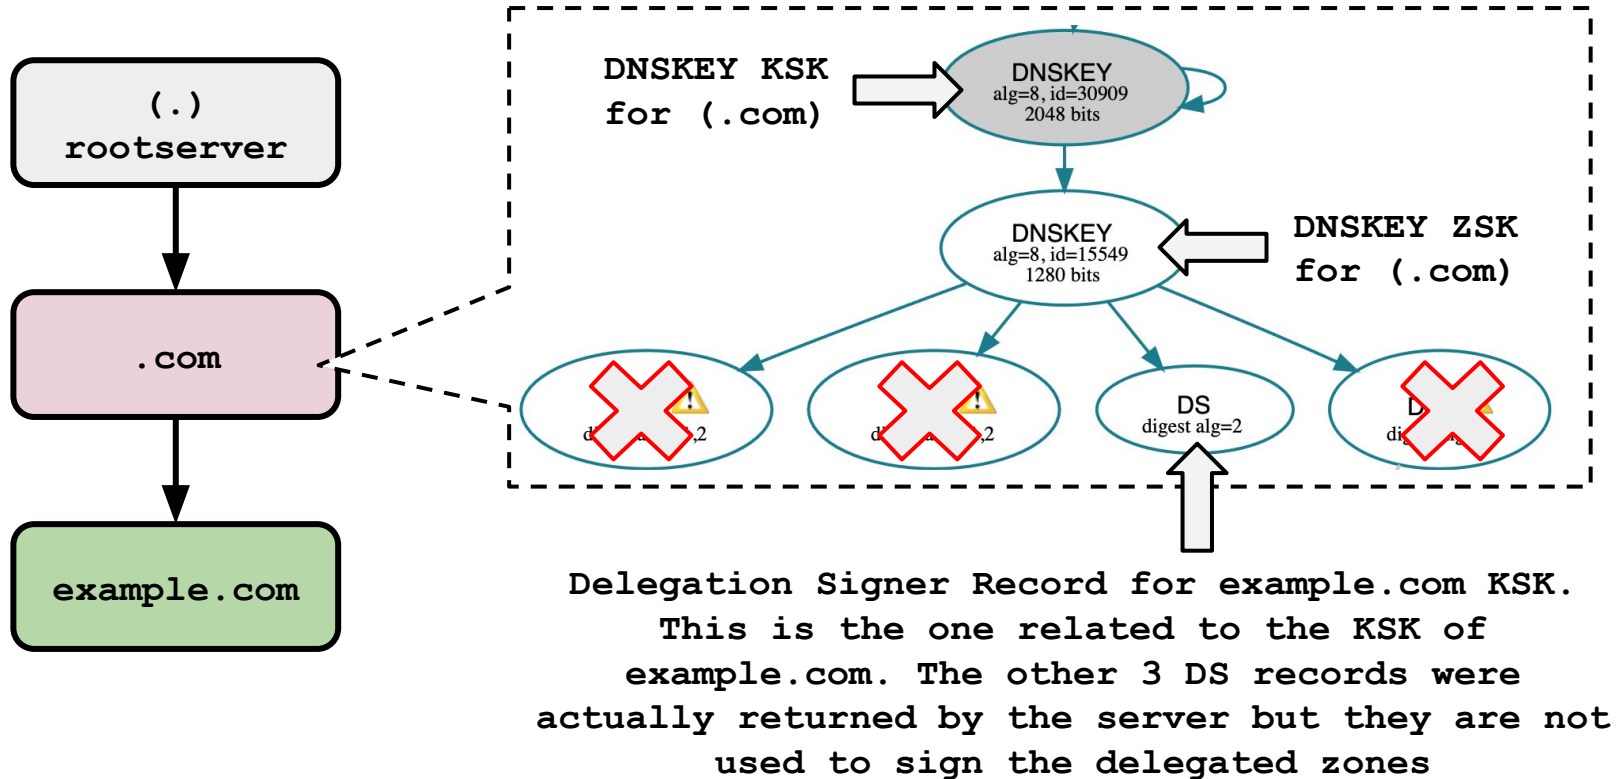 (.)
rootserver
.com
example.com
DNSKEY KSK
for (.com)
DNSKEY
alg=8, id=30909
2048 bits
DNSKEY
alg=8, id=15549
1280 bits
DNSKEY ZSK
for (.com)
DS
digest alg=2
Delegation Signer Record for example.com KSK.
This is the one related to the KSK of
example.com. The other 3 DS records were
actually returned by the server but they are not
used to sign the delegated zones